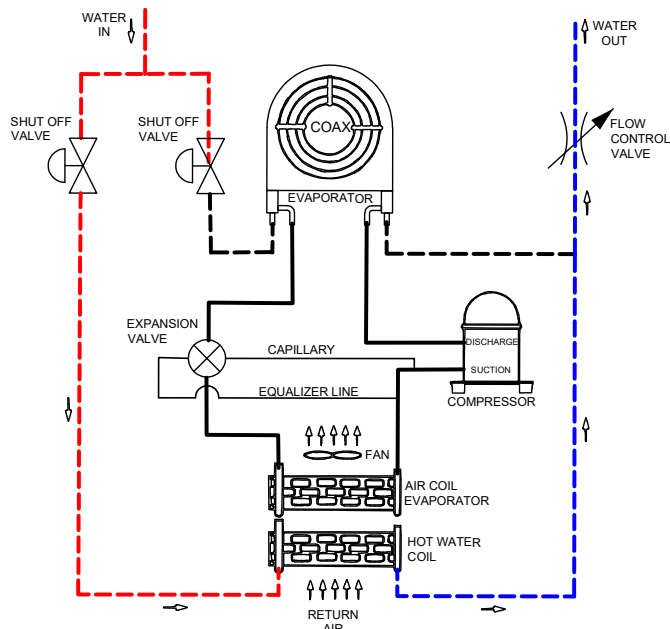 WATER
IN
WATER
OUT
SHUT OFF
VALVE
SHUT OFF
VALVE
COAX
FLOW
CONTROL
VALVE
EVAPORATOR
EXPANSION
VALVE
CAPILLARY
DISCHARGE
SUCTION
EQUALIZER LINE
COMPRESSOR
FAN
AIR COIL
EVAPORATOR
HOT WATER
COIL
RETURN
AIR